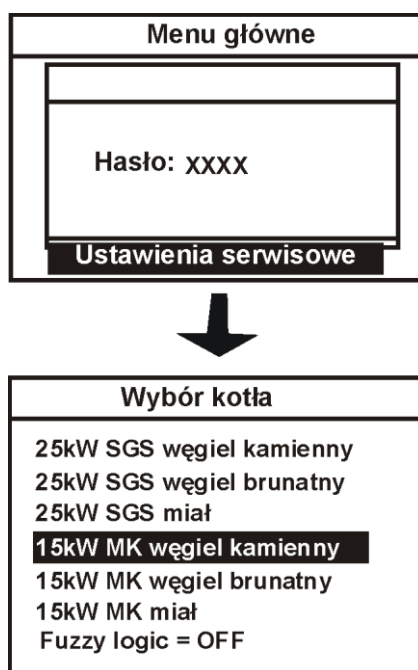 Menu główne
Hasło: XXXX
Ustawienia serwisowe
Wybór kotła
25kW SGS węgiel kamienny
25kW SGS węgiel brunatny
25kW SGS miał
15kW MK węgiel kamienny
15kW MK węgiel brunatny
15kW MK miał
Fuzzy logic = OFF